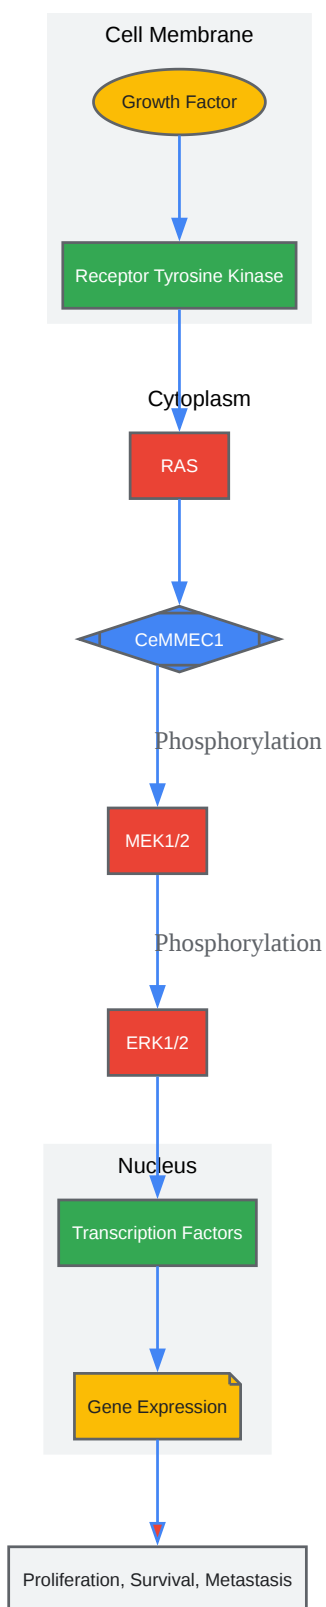 Cell Membrane
Growth Factor
Receptor Tyrosine Kinase
Cytoplasm
RAS
CeMMEC1
Phosphorylation
MEK1/2
Phosphorylation
ERK1/2
Nucleus
Transcription Factors
Gene Expression
Proliferation, Survival, Metastasis